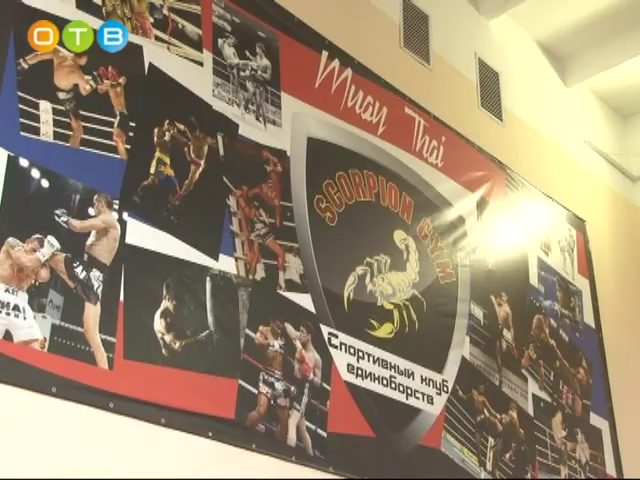 ОТВ
Muay Thai
SCORPION GYM
Спортивный клуб
единоборств